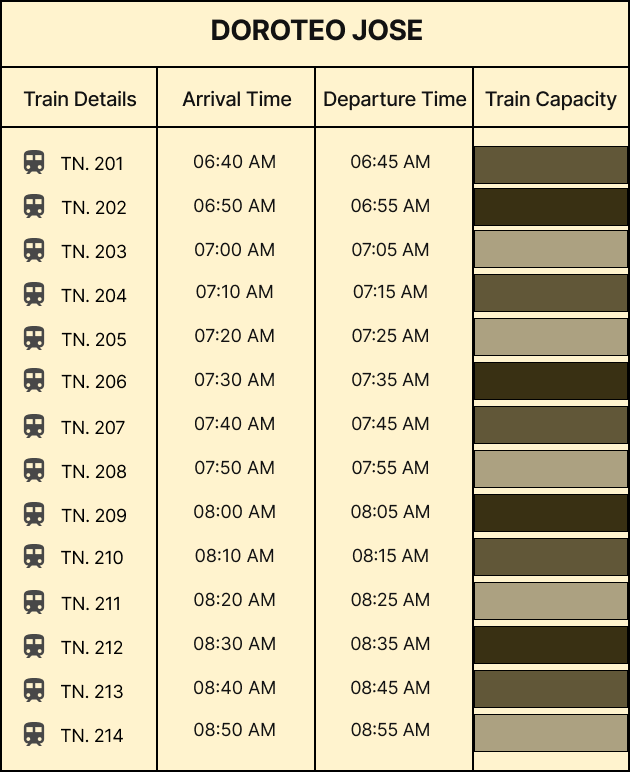 DOROTEO JOSE
Train Details Arrival Time Departure Time Train Capacity
TN. 201 06:40 AM 06:45 AM
TN. 202 06:50 AM 06:55 AM
TN. 203 07:00 AM 07:05 AM
TN. 204 07:10 AM 07:15 AM
TN. 205 07:20 AM 07:25 AM
TN. 206 07:30 AM 07:35 AM
TN. 207 07:40 AM 07:45 AM
TN. 208 07:50 AM 07:55 AM
TN. 209 08:00 AM 08:05 AM
TN. 210 08:10 AM 08:15 AM
TN. 211 08:20 AM 08:25 AM
TN. 212 08:30 AM 08:35 AM
TN. 213 08:40 AM 08:45 AM
TN. 214 08:50 AM 08:55 AM